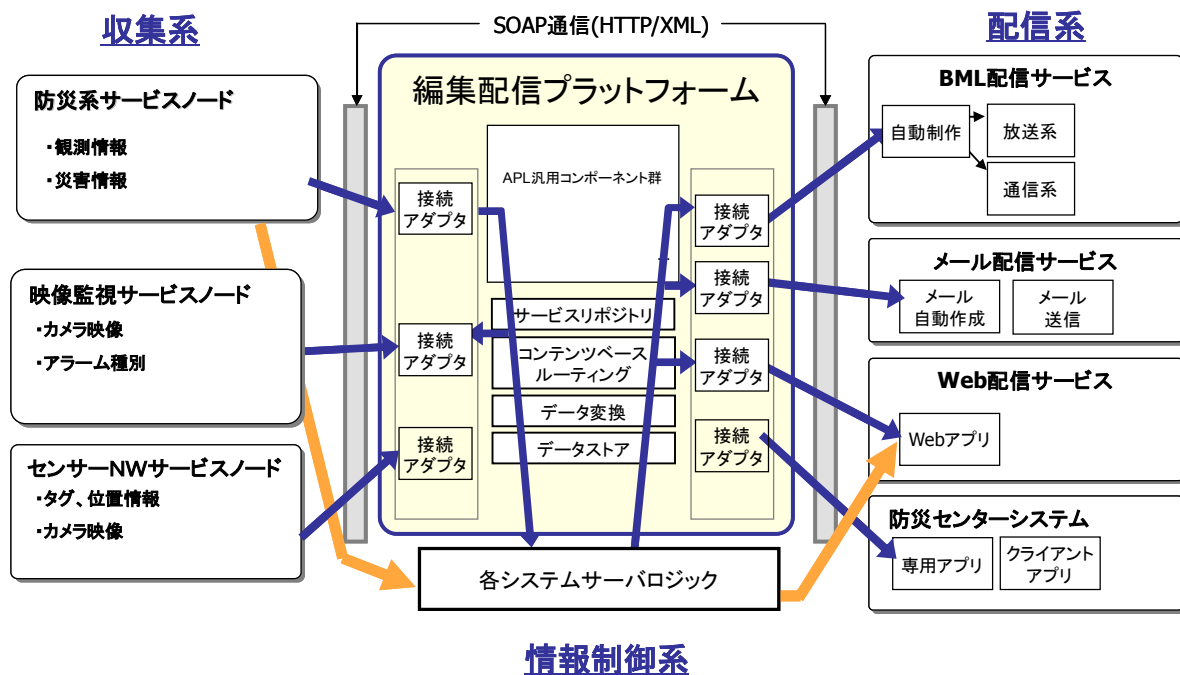 収集系
SOAP通信(HTTP/XML)
配信系
防災系サービスノード
・観測情報
・災害情報
映像監視サービスノード
・カメラ映像
・アラーム種別
センサーNWサービスノード
・タグ、位置情報
・カメラ映像
編集配信プラットフォーム
接続
アダプタ
接続
アダプタ
接続
アダプタ
APL汎用コンポーネント群
サービスリポジトリ
コンテンツベース
ルーティング
データ変換
データストア
接続
アダプタ
接続
アダプタ
接続
アダプタ
接続
アダプタ
各システムサーバロジック
BML配信サービス
自動制作
放送系
通信系
メール配信サービス
メール
自動作成
メール
送信
Web配信サービス
Webアプリ
防災センターシステム
専用アプリ
クライアント
アプリ
情報制御系